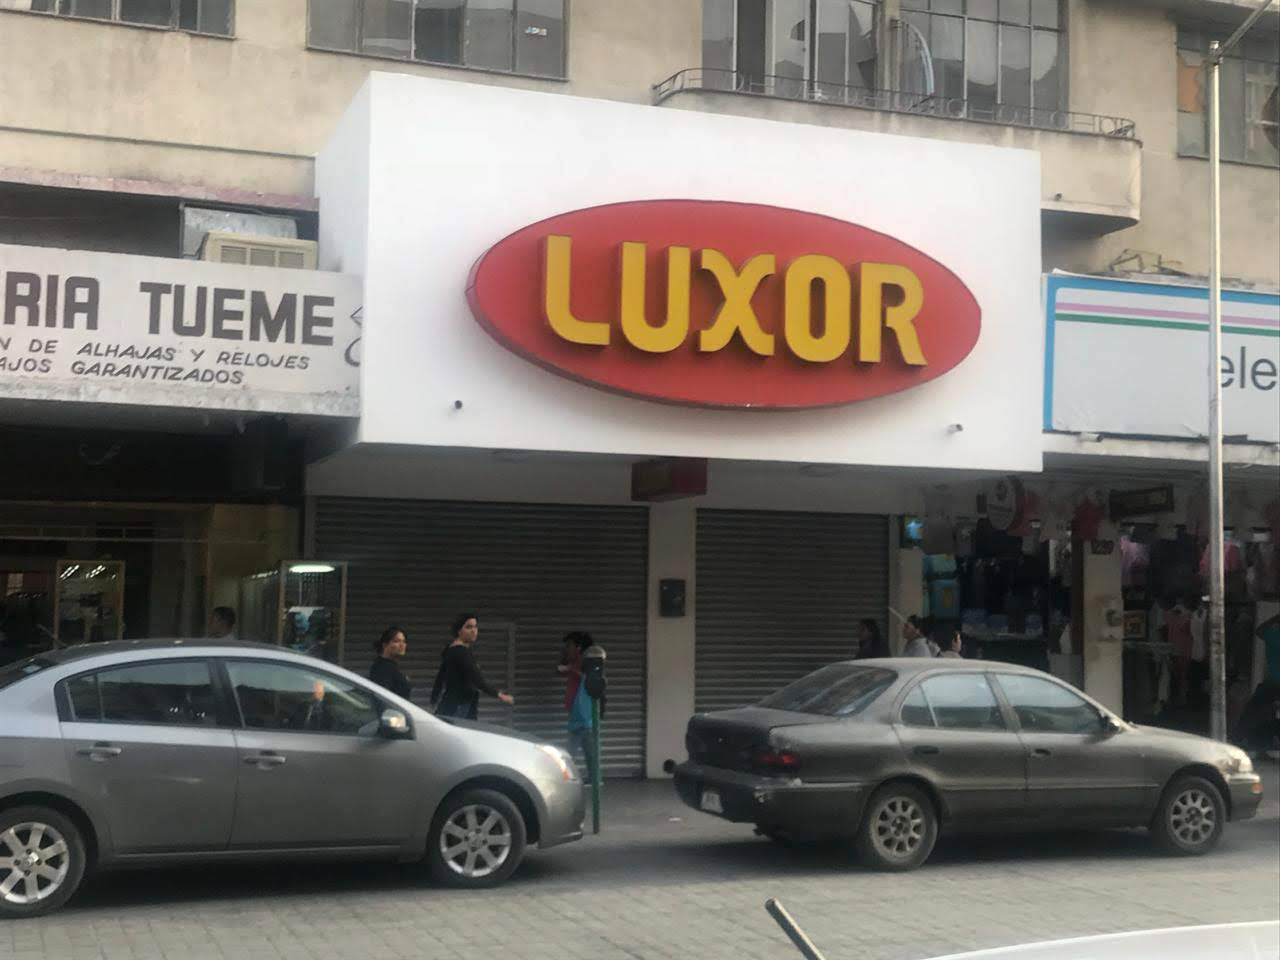 RIA TUEME
N DE ALHAJAS Y RELOJES
AJOS GARANTIZADOS
LUXOR
ele